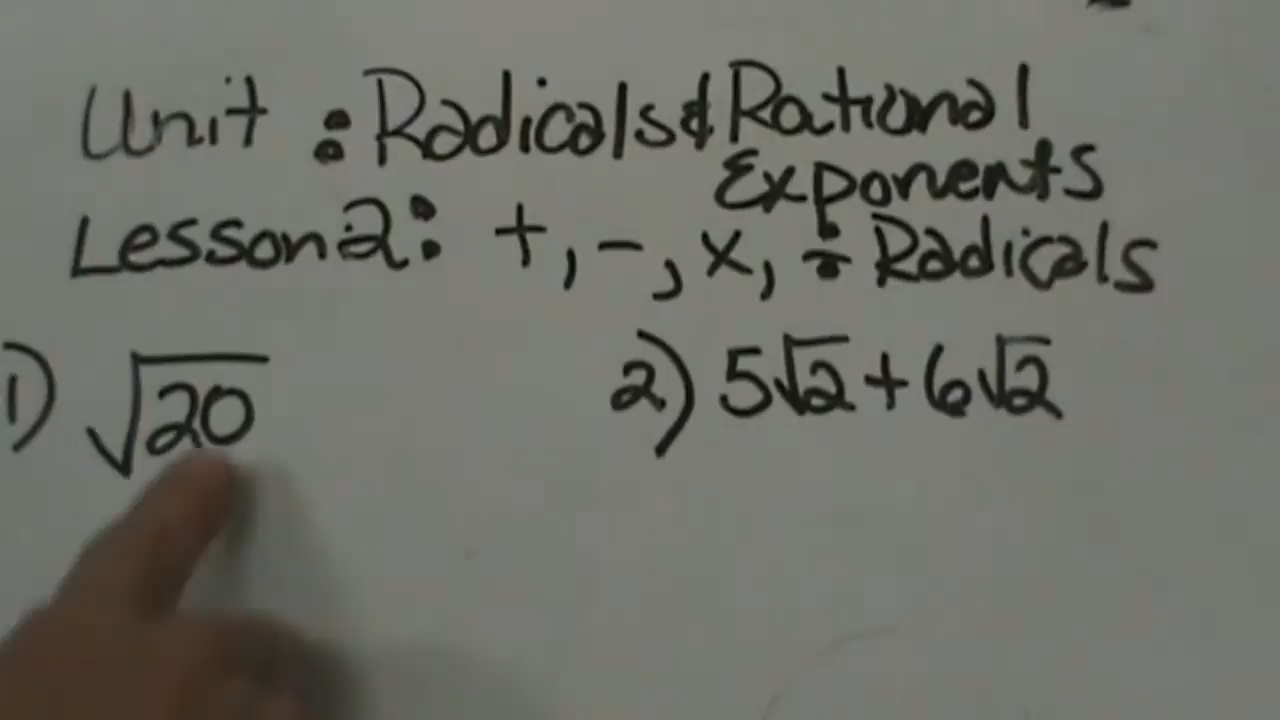 Unit : Radicals & Rational
Exponents
Lesson 2: +, -, x, ÷ Radicals
1) √20
2) 5√2 + 6√2